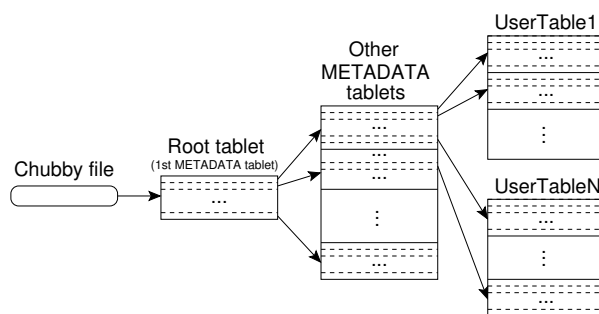 Chubby file
Root tablet
(1st METADATA tablet)
...
Other
METADATA
tablets
...
...
...
⋮
...
UserTable1
...
...
⋮
UserTableN
...
⋮
...